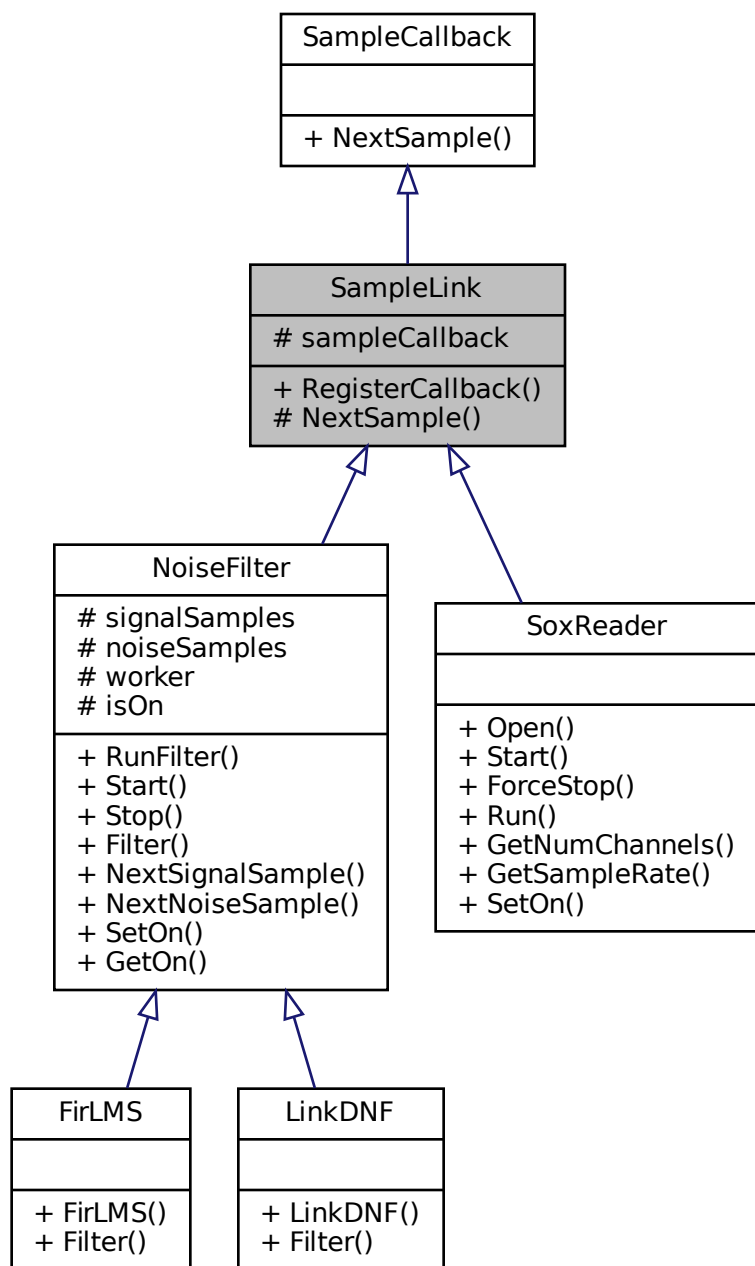 SampleCallback
+ NextSample()
SampleLink
# sampleCallback
+ RegisterCallback()
# NextSample()
NoiseFilter
# signalSamples
# noiseSamples
# worker
# isOn
+ RunFilter()
+ Start()
+ Stop()
+ Filter()
+ NextSignalSample()
+ NextNoiseSample()
+ SetOn()
+ GetOn()
SoxReader
+ Open()
+ Start()
+ ForceStop()
+ Run()
+ GetNumChannels()
+ GetSampleRate()
+ SetOn()
FirLMS
+ FirLMS()
+ Filter()
LinkDNF
+ LinkDNF()
+ Filter()